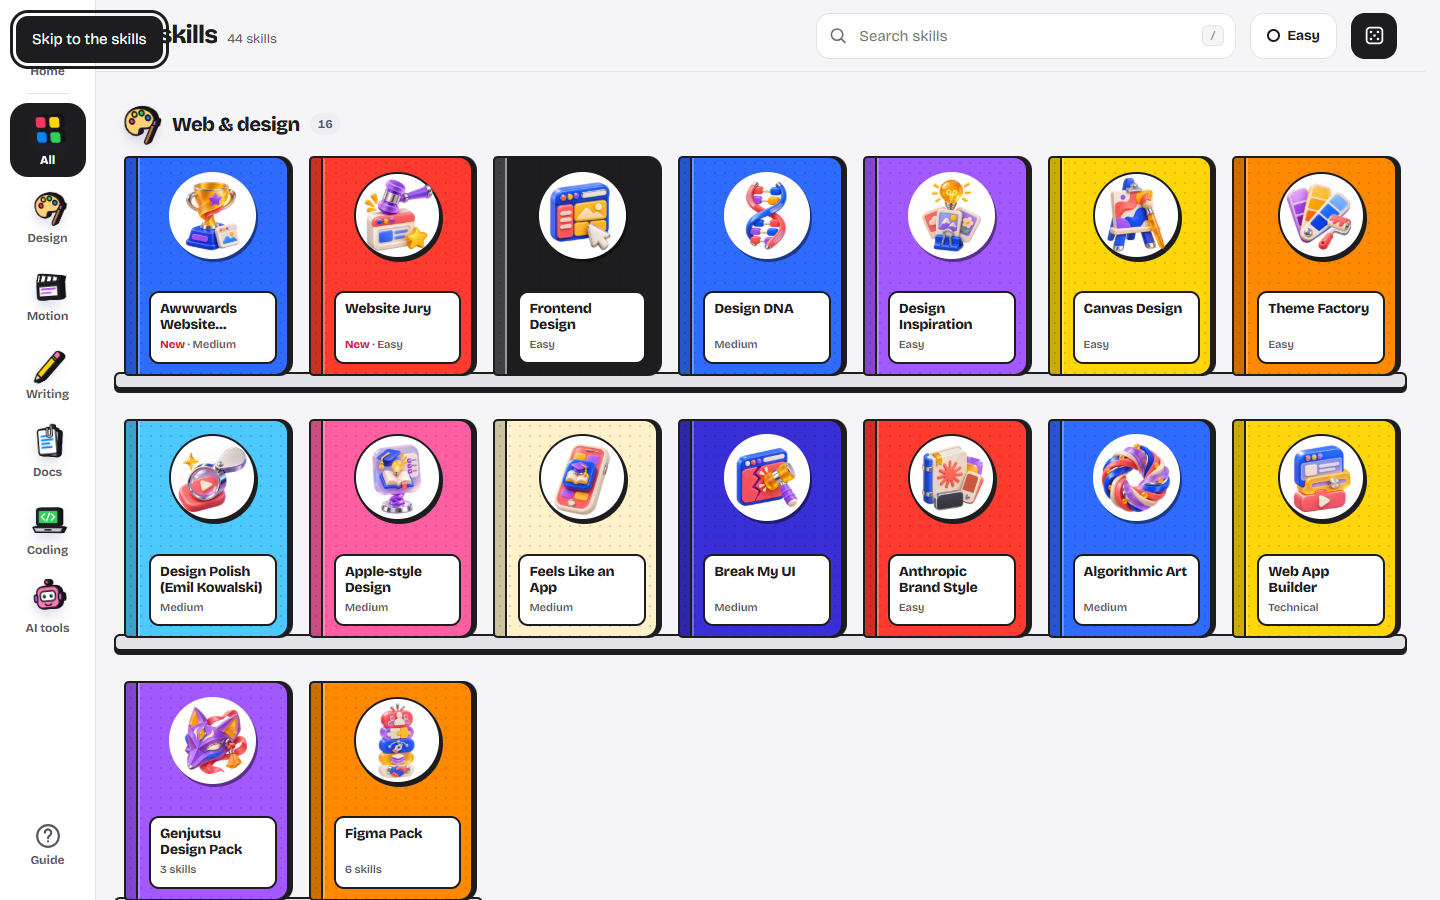 Skip to the skills
skills
44 skills
Search skills
/
Easy
Home
All
Design
Motion
Writing
Docs
Coding
AI tools
Guide
Web & design
16
Awwwards
Website...
New · Medium
Website Jury
New · Easy
Frontend
Design
Easy
Design DNA
Medium
Design
Inspiration
Easy
Canvas Design
Easy
Theme Factory
Easy
Design Polish
(Emil Kowalski)
Medium
Apple-style
Design
Medium
Feels Like an
App
Medium
Break My UI
Medium
Anthropic
Brand Style
Easy
Algorithmic Art
Medium
Web App
Builder
Technical
Genjutsu
Design Pack
3 skills
Figma Pack
6 skills